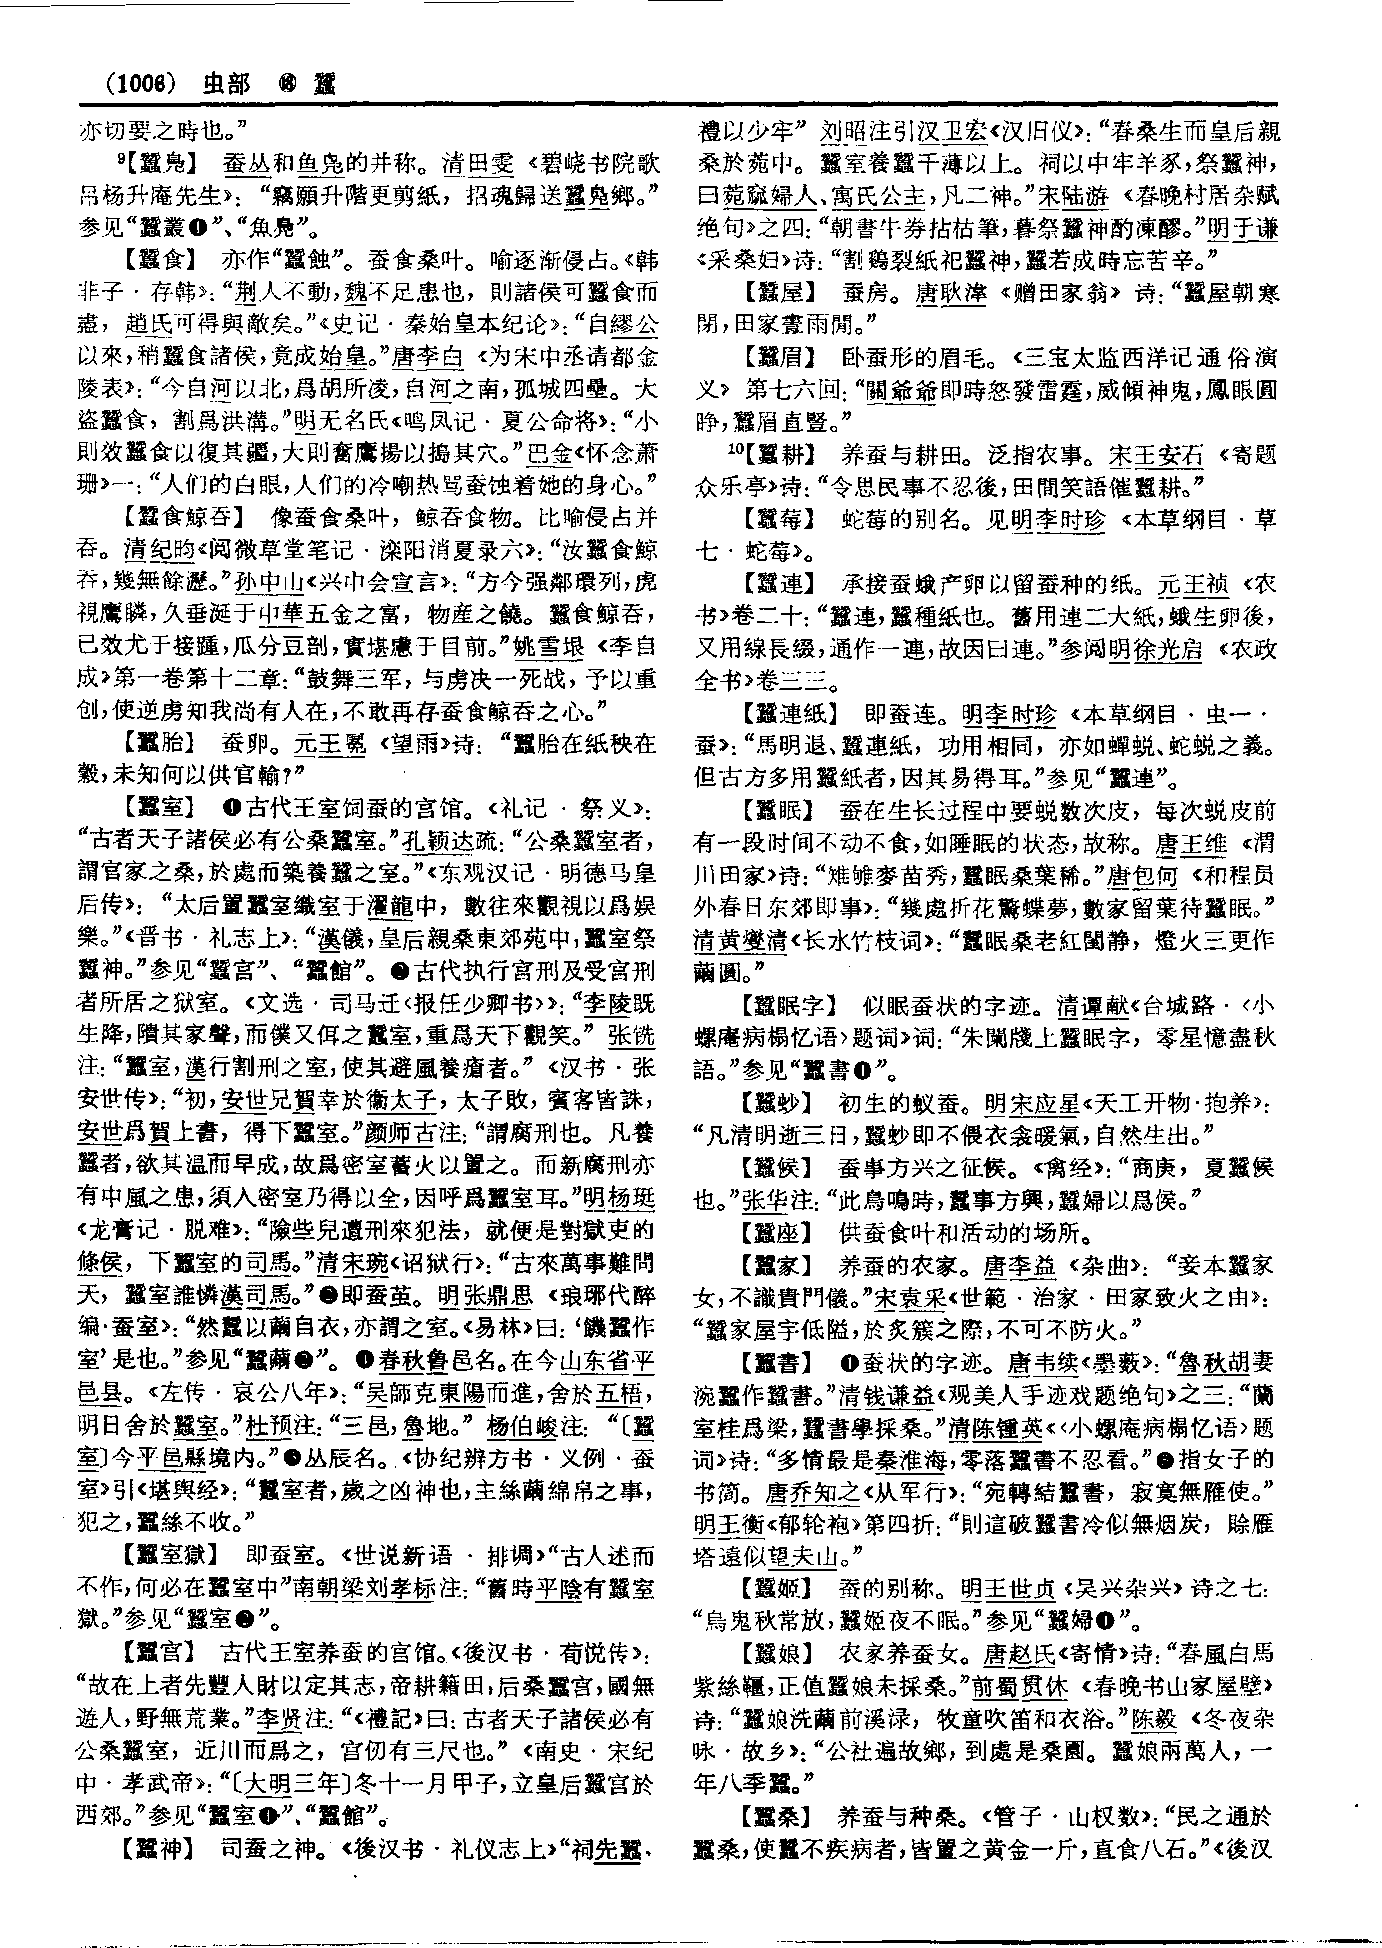 (1006) 虫部 ⑱ 蠶
亦切要之時也。”
⁹【蠶鳧】 蚕丛和鱼凫的并称。清田雯《碧峣书院歌
吊杨升庵先生》：“竊願升階更剪紙，招魂歸送蠶鳧鄉。”
参见“蠶叢❶”、“魚鳧”。
【蠶食】 亦作“蠶蝕”。蚕食桑叶。喻逐渐侵占。《韩
非子·存韩》：“荆人不動，魏不足患也，則諸侯可蠶食而
盡，趙氏可得與敵矣。”《史记·秦始皇本纪论》：“自繆公
以來，稍蠶食諸侯，竟成始皇。”唐李白《为宋中丞请都金
陵表》：“今自河以北，爲胡所凌，自河之南，孤城四壘。大
盗蠶食，割爲洪溝。”明无名氏《鸣凤记·夏公命将》：“小
則效蠶食以復其疆，大則奮鷹揚以搗其穴。”巴金《怀念萧
珊》一：“人们的白眼，人们的冷嘲热骂蚕蚀着她的身心。”
【蠶食鯨吞】 像蚕食桑叶，鲸吞食物。比喻侵占并
吞。清纪昀《阅微草堂笔记·滦阳消夏录六》：“汝蠶食鯨
吞，幾無餘瀝。”孙中山《兴中会宣言》：“方今强鄰環列，虎
視鷹瞵，久垂涎于中華五金之富，物産之饒。蠶食鯨吞，
已效尤于接踵，瓜分豆剖，實堪慮于目前。”姚雪垠《李自
成》第一卷第十二章：“鼓舞三军，与虏决一死战，予以重
创，使逆虏知我尚有人在，不敢再存蚕食鲸吞之心。”
【蠶胎】 蚕卵。元王冕《望雨》诗：“蠶胎在紙秧在
穀，未知何以供官輸？”
【蠶室】 ❶古代王室饲蚕的宫馆。《礼记·祭义》：
“古者天子諸侯必有公桑蠶室。”孔颖达疏：“公桑蠶室者，
謂官家之桑，於處而築養蠶之室。”《东观汉记·明德马皇
后传》：“太后置蠶室織室于濯龍中，數往來觀視以爲娱
樂。”《晋书·礼志上》：“漢儀，皇后親桑東郊苑中，蠶室祭
蠶神。”参见“蠶宫”、“蠶館”。❷古代执行宫刑及受宫刑
者所居之狱室。《文选·司马迁〈报任少卿书〉》：“李陵既
生降，隤其家聲，而僕又佴之蠶室，重爲天下觀笑。”张铣
注：“蠶室，漢行割刑之室，使其避風養瘡者。”《汉书·张
安世传》：“初，安世兄賀幸於衞太子，太子敗，賓客皆誅，
安世爲賀上書，得下蠶室。”颜师古注：“謂腐刑也。凡養
蠶者，欲其温而早成，故爲密室蓄火以置之。而新腐刑亦
有中風之患，須入密室乃得以全，因呼爲蠶室耳。”明杨珽
《龙膏记·脱难》：“險些兒遭刑來犯法，就便是對獄吏的
條侯，下蠶室的司馬。”清宋琬《诏狱行》：“古來萬事難問
天，蠶室誰憐漢司馬。”❸即蚕茧。明张鼎思《琅琊代醉
编·蚕室》：“然蠶以繭自衣，亦謂之室。《易林》曰：‘饑蠶作
室’是也。”参见“蠶繭❷”。❹春秋鲁邑名。在今山东省平
邑县。《左传·哀公八年》：“吴師克東陽而進，舍於五梧，
明日舍於蠶室。”杜预注：“三邑，魯地。”杨伯峻注：“〔蠶
室〕今平邑縣境内。”❺丛辰名。《协纪辨方书·义例·蚕
室》引《堪舆经》：“蠶室者，歲之凶神也，主絲繭綿帛之事，
犯之，蠶絲不收。”
【蠶室獄】 即蚕室。《世说新语·排调》“古人述而
不作，何必在蠶室中”南朝梁刘孝标注：“舊時平陰有蠶室
獄。”参见“蠶室❷”。
【蠶宫】 古代王室养蚕的宫馆。《後汉书·荀悦传》：
“故在上者先豐人財以定其志，帝耕籍田，后桑蠶宫，國無
遊人，野無荒業。”李贤注：“《禮記》曰：古者天子諸侯必有
公桑蠶室，近川而爲之，宫仞有三尺也。”《南史·宋纪
中·孝武帝》：“〔大明三年〕冬十一月甲子，立皇后蠶宫於
西郊。”参见“蠶室❶”、“蠶館”。
【蠶神】 司蚕之神。《後汉书·礼仪志上》“祠先蠶，
禮以少牢”刘昭注引汉卫宏《汉旧仪》：“春桑生而皇后親
桑於苑中。蠶室養蠶千薄以上。祠以中牢羊豕，祭蠶神，
曰菀窳婦人、寓氏公主，凡二神。”宋陆游《春晚村居杂赋
绝句》之四：“朝書牛券拈枯筆，暮祭蠶神酌凍醪。”明于谦
《采桑妇》诗：“割鷄裂紙祀蠶神，蠶若成時忘苦辛。”
【蠶屋】 蚕房。唐耿湋《赠田家翁》诗：“蠶屋朝寒
閉，田家晝雨閒。”
【蠶眉】 卧蚕形的眉毛。《三宝太监西洋记通俗演
义》第七六回：“關爺爺即時怒發雷霆，威傾神鬼，鳳眼圓
睁，蠶眉直豎。”
¹⁰【蠶耕】 养蚕与耕田。泛指农事。宋王安石《寄题
众乐亭》诗：“令思民事不忍後，田間笑語催蠶耕。”
【蠶莓】 蛇莓的别名。见明李时珍《本草纲目·草
七·蛇莓》。
【蠶連】 承接蚕蛾产卵以留蚕种的纸。元王祯《农
书》卷二十：“蠶連，蠶種紙也。舊用連二大紙，蛾生卵後，
又用線長綴，通作一連，故因曰連。”参阅明徐光启《农政
全书》卷三三。
【蠶連紙】 即蚕连。明李时珍《本草纲目·虫一·
蚕》：“馬明退、蠶連紙，功用相同，亦如蟬蜕、蛇蜕之義。
但古方多用蠶紙者，因其易得耳。”参见“蠶連”。
【蠶眠】 蚕在生长过程中要蜕数次皮，每次蜕皮前
有一段时间不动不食，如睡眠的状态，故称。唐王维《渭
川田家》诗：“雉雊麥苗秀，蠶眠桑葉稀。”唐包何《和程员
外春日东郊即事》：“幾處折花驚蝶夢，數家留葉待蠶眠。”
清黄燮清《长水竹枝词》：“蠶眠桑老紅閨静，燈火三更作
繭圓。”
【蠶眠字】 似眠蚕状的字迹。清谭献《台城路·〈小
螺庵病榻忆语〉题词》词：“朱闌牋上蠶眠字，零星憶盡秋
語。”参见“蠶書❶”。
【蠶䖢】 初生的蚁蚕。明宋应星《天工开物·抱养》：
“凡清明逝三日，蠶䖢即不偎衣衾暖氣，自然生出。”
【蠶候】 蚕事方兴之征候。《禽经》：“商庚，夏蠶候
也。”张华注：“此鳥鳴時，蠶事方興，蠶婦以爲侯。”
【蠶座】 供蚕食叶和活动的场所。
【蠶家】 养蚕的农家。唐李益《杂曲》：“妾本蠶家
女，不識貴門儀。”宋袁采《世範·治家·田家致火之由》：
“蠶家屋宇低隘，於炙簇之際，不可不防火。”
【蠶書】 ❶蚕状的字迹。唐韦续《墨薮》：“魯秋胡妻
浣蠶作蠶書。”清钱谦益《观美人手迹戏题绝句》之三：“蘭
室桂爲梁，蠶書學採桑。”清陈锺英《〈小螺庵病榻忆语〉题
词》诗：“多情最是秦淮海，零落蠶書不忍看。”❷指女子的
书简。唐乔知之《从军行》：“宛轉結蠶書，寂寞無雁使。”
明王衡《郁轮袍》第四折：“則這破蠶書冷似無烟炭，賒雁
塔遠似望夫山。”
【蠶姬】 蚕的别称。明王世贞《吴兴杂兴》诗之七：
“烏鬼秋常放，蠶姬夜不眠。”参见“蠶婦❶”。
【蠶娘】 农家养蚕女。唐赵氏《寄情》诗：“春風白馬
紫絲韁，正值蠶娘未採桑。”前蜀贯休《春晚书山家屋壁》
诗：“蠶娘洗繭前溪渌，牧童吹笛和衣浴。”陈毅《冬夜杂
咏·故乡》：“公社遍故鄉，到處是桑園。蠶娘兩萬人，一
年八季蠶。”
【蠶桑】 养蚕与种桑。《管子·山权数》：“民之通於
蠶桑，使蠶不疾病者，皆置之黄金一斤，直食八石。”《後汉